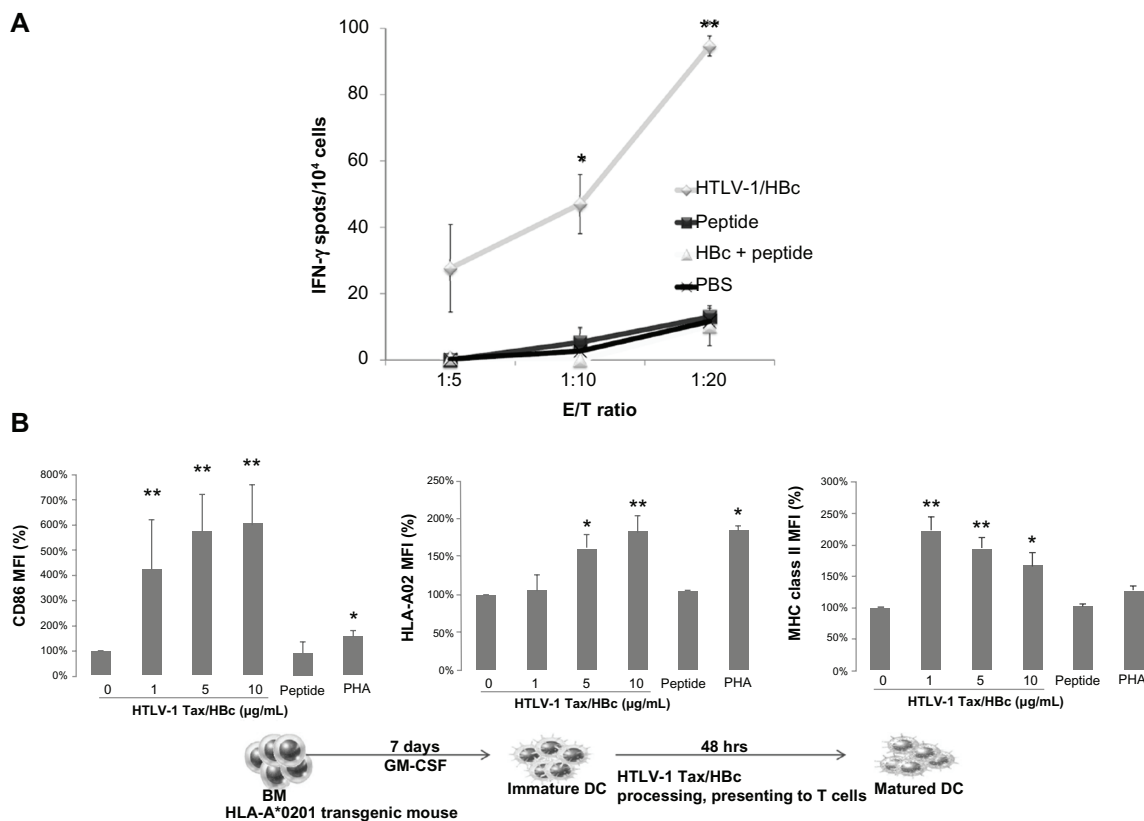 A
100
80
60
40
20
0
IFN-γ spots/10⁴ cells
**
*
HTLV-1/HBc
Peptide
HBc + peptide
PBS
1:5 1:10 1:20
E/T ratio
B
800%
700%
600%
500%
400%
300%
200%
100%
0%
CD86 MFI (%)
** ** ** *
0 1 5 10 Peptide PHA
HTLV-1 Tax/HBc (µg/mL)
250%
200%
150%
100%
50%
0%
HLA-A02 MFI (%)
* ** *
0 1 5 10 Peptide PHA
HTLV-1 Tax/HBc (µg/mL)
300%
250%
200%
150%
100%
50%
0%
MHC class II MFI (%)
** ** *
0 1 5 10 Peptide PHA
HTLV-1 Tax/HBc (µg/mL)
BM
HLA-A*0201 transgenic mouse
7 days
GM-CSF
Immature DC
48 hrs
HTLV-1 Tax/HBc
processing, presenting to T cells
Matured DC